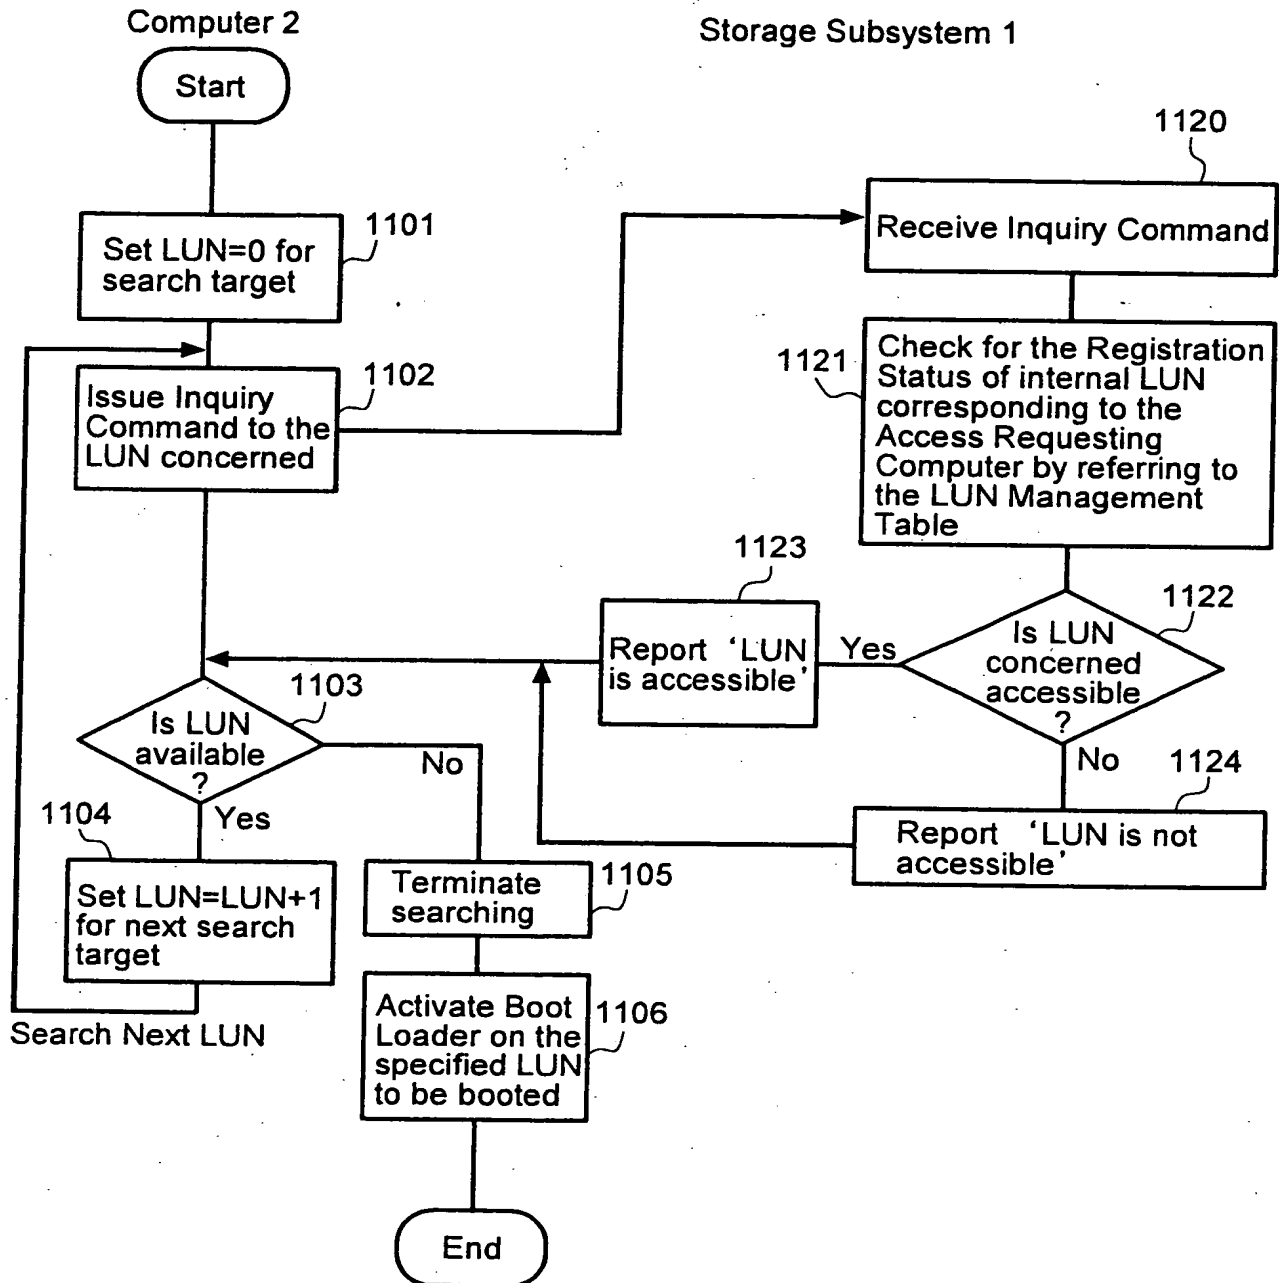 Computer 2
Storage Subsystem 1
Start
1120
Receive Inquiry Command
1101
Set LUN=0 for
search target
1121
Check for the Registration
Status of internal LUN
corresponding to the
Access Requesting
Computer by referring to
the LUN Management
Table
1102
Issue Inquiry
Command to the
LUN concerned
1123
Report 'LUN
is accessible'
Yes
1122
Is LUN
concerned
accessible
?
No
1103
Is LUN
available
?
No
Yes
1124
Report 'LUN is not
accessible'
1104
Set LUN=LUN+1
for next search
target
Search Next LUN
1105
Terminate
searching
1106
Activate Boot
Loader on the
specified LUN
to be booted
End